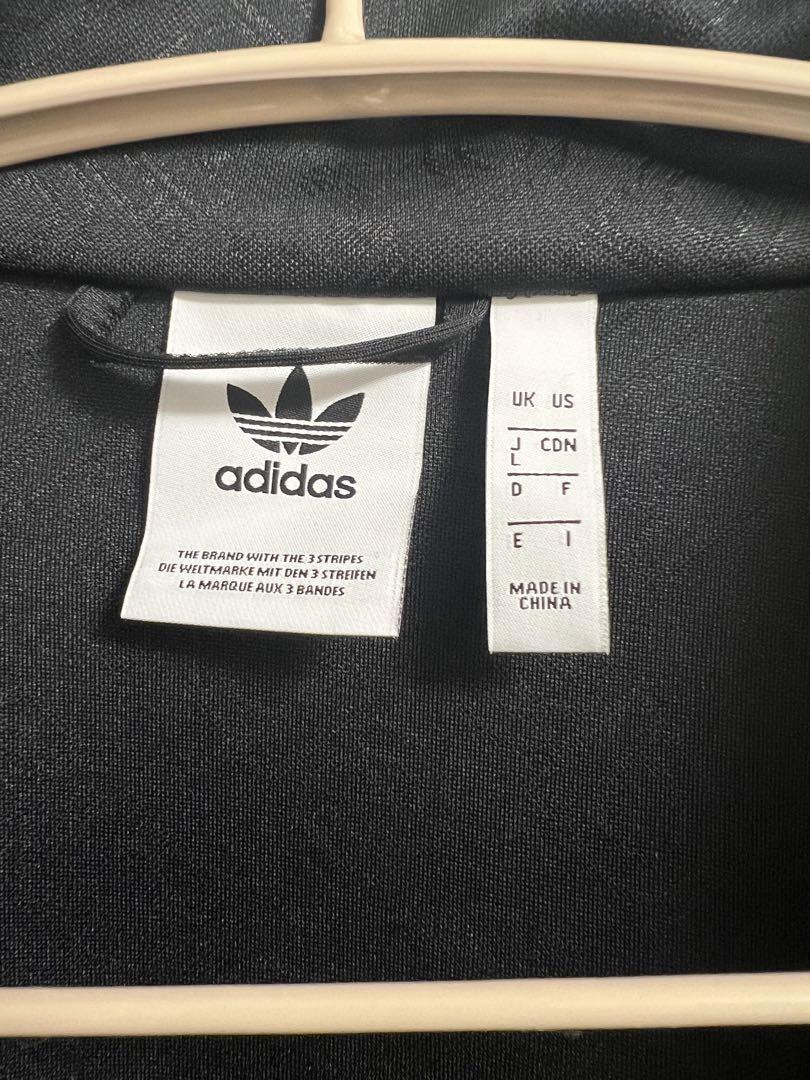 adidas
THE BRAND WITH THE 3 STRIPES
DIE WELTMARKE MIT DEN 3 STREIFEN
LA MARQUE AUX 3 BANDES
UK US
J CDN
L
D F
E I
MADE IN
CHINA